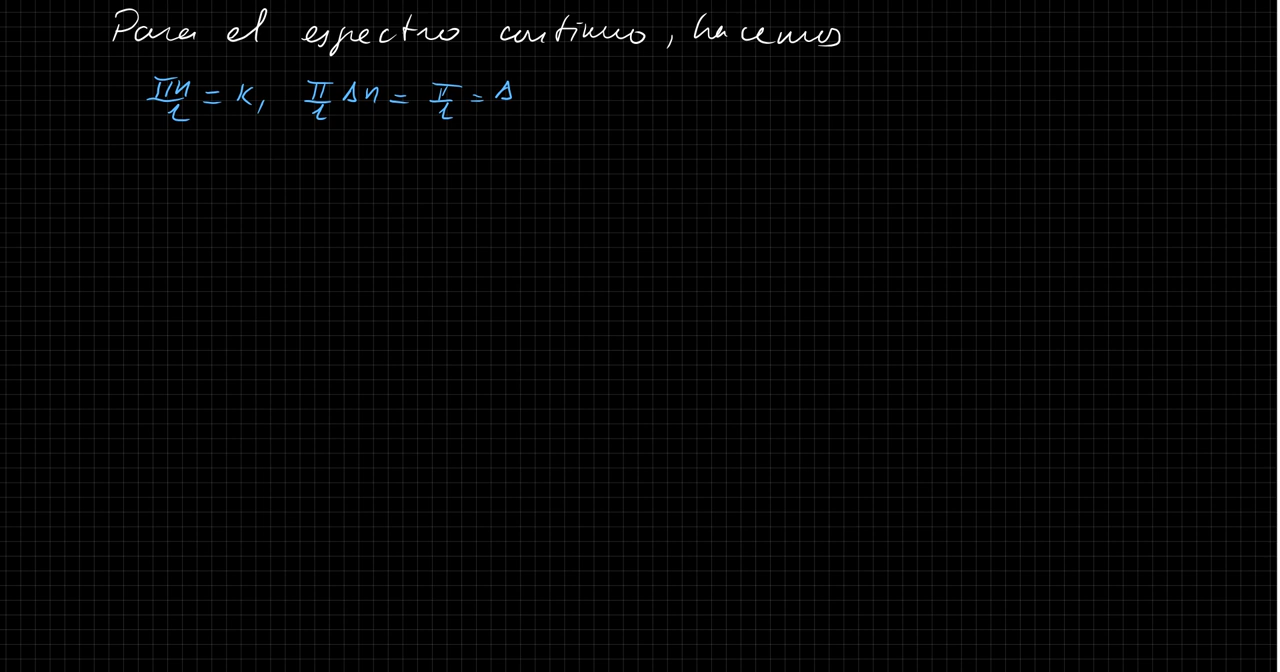 Para el espectro continuo, hacemos
πn/l = k, π/l Δn = π/l = Δ